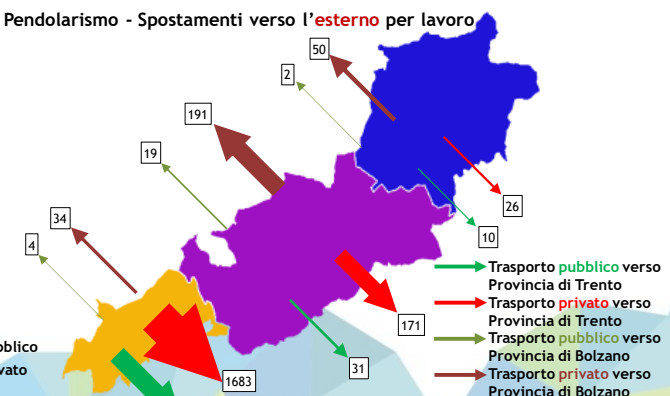 Pendolarismo - Spostamenti verso l'esterno per lavoro
50
2
191
19
26
34
10
4
171
31
1683
Trasporto pubblico verso
Provincia di Trento
Trasporto privato verso
Provincia di Trento
Trasporto pubblico verso
Provincia di Bolzano
Trasporto privato verso
Provincia di Bolzano